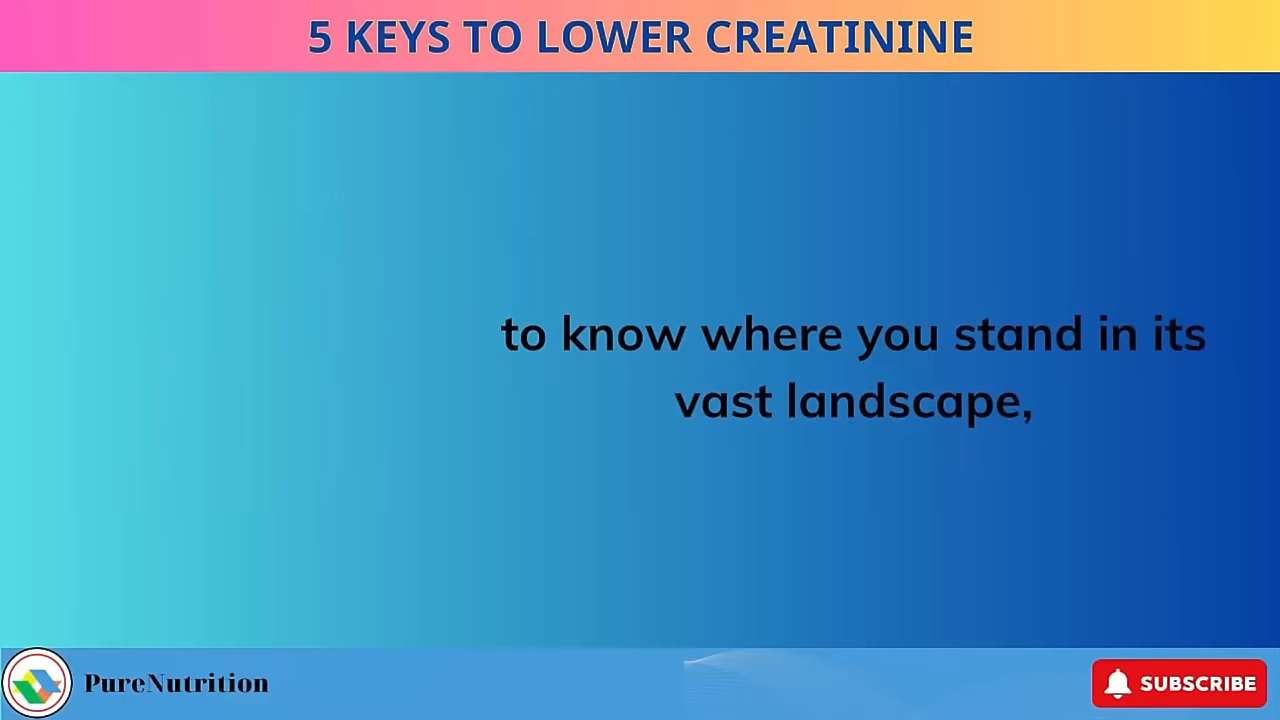 5 KEYS TO LOWER CREATININE
to know where you stand in its
vast landscape,
PureNutrition
SUBSCRIBE